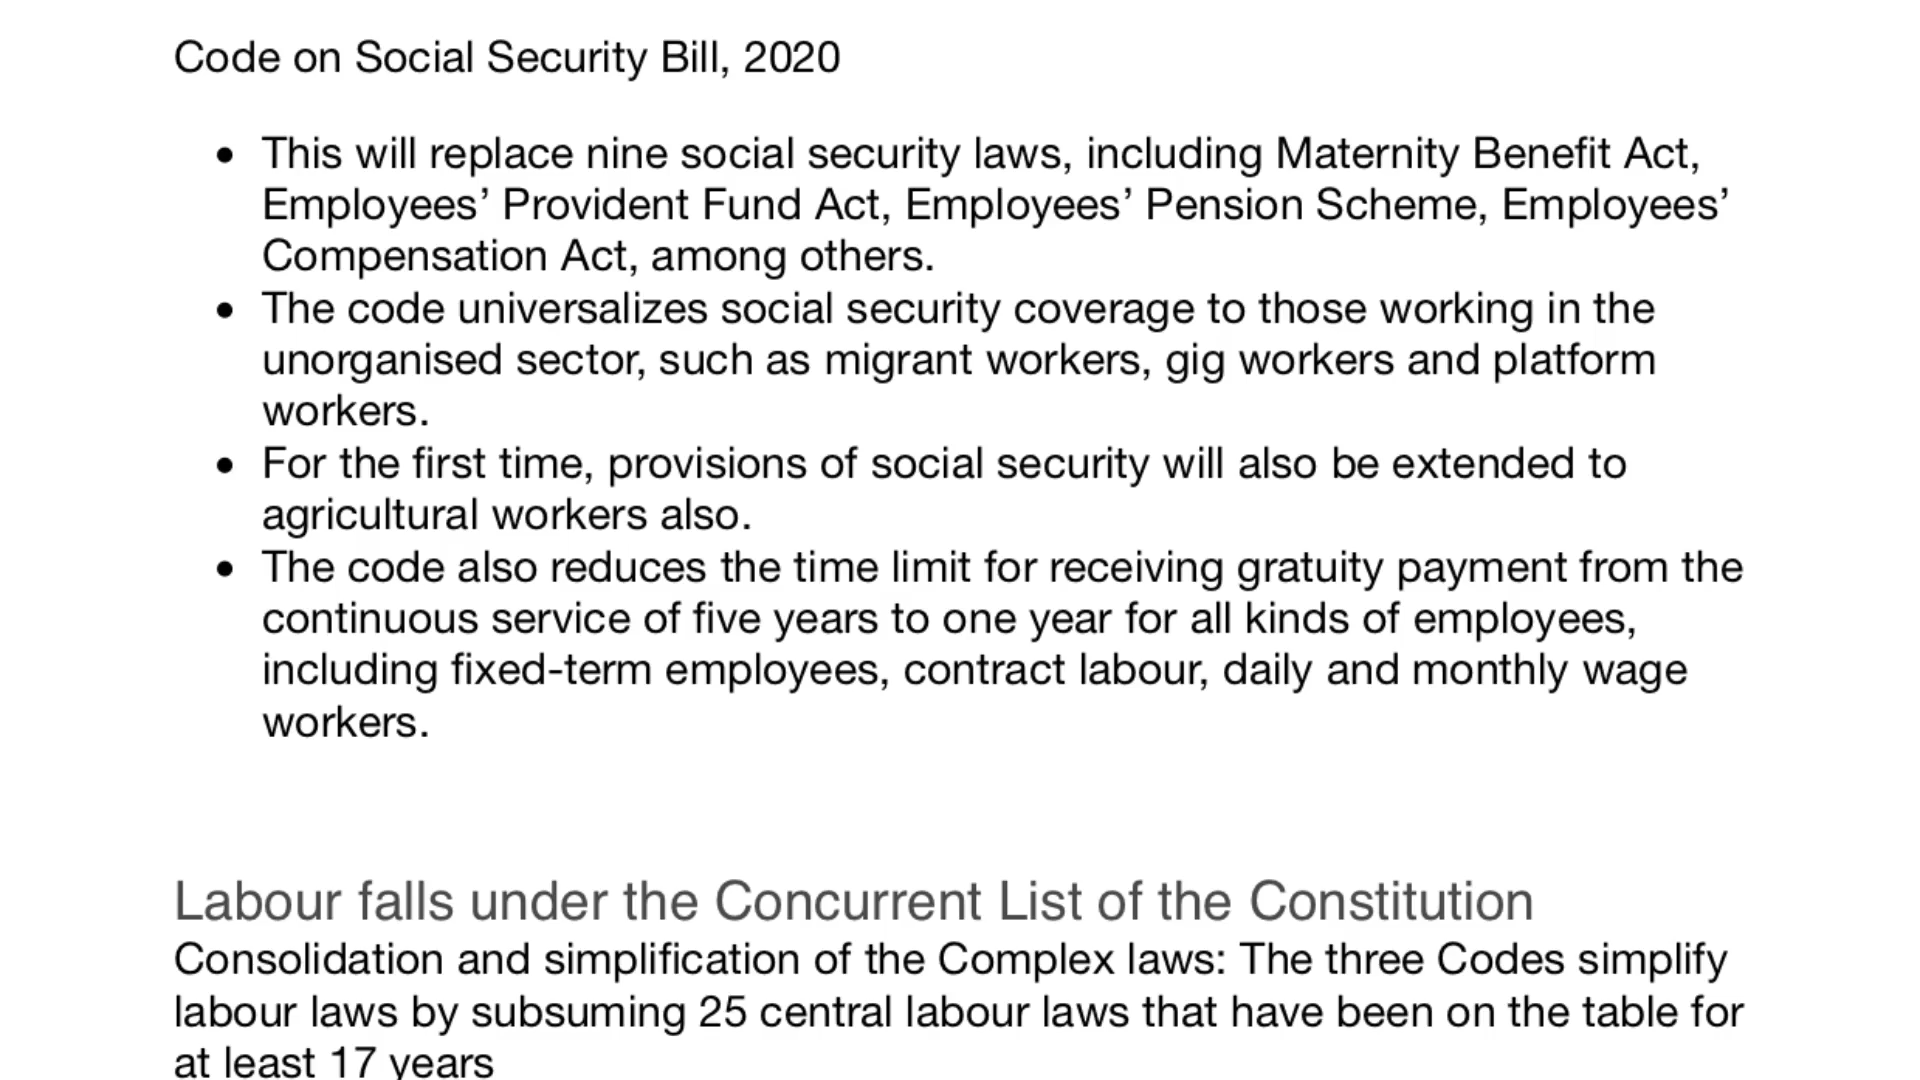 Code on Social Security Bill, 2020
• This will replace nine social security laws, including Maternity Benefit Act,
Employees’ Provident Fund Act, Employees’ Pension Scheme, Employees’
Compensation Act, among others.
• The code universalizes social security coverage to those working in the
unorganised sector, such as migrant workers, gig workers and platform
workers.
• For the first time, provisions of social security will also be extended to
agricultural workers also.
• The code also reduces the time limit for receiving gratuity payment from the
continuous service of five years to one year for all kinds of employees,
including fixed-term employees, contract labour, daily and monthly wage
workers.
Labour falls under the Concurrent List of the Constitution
Consolidation and simplification of the Complex laws: The three Codes simplify
labour laws by subsuming 25 central labour laws that have been on the table for
at least 17 years